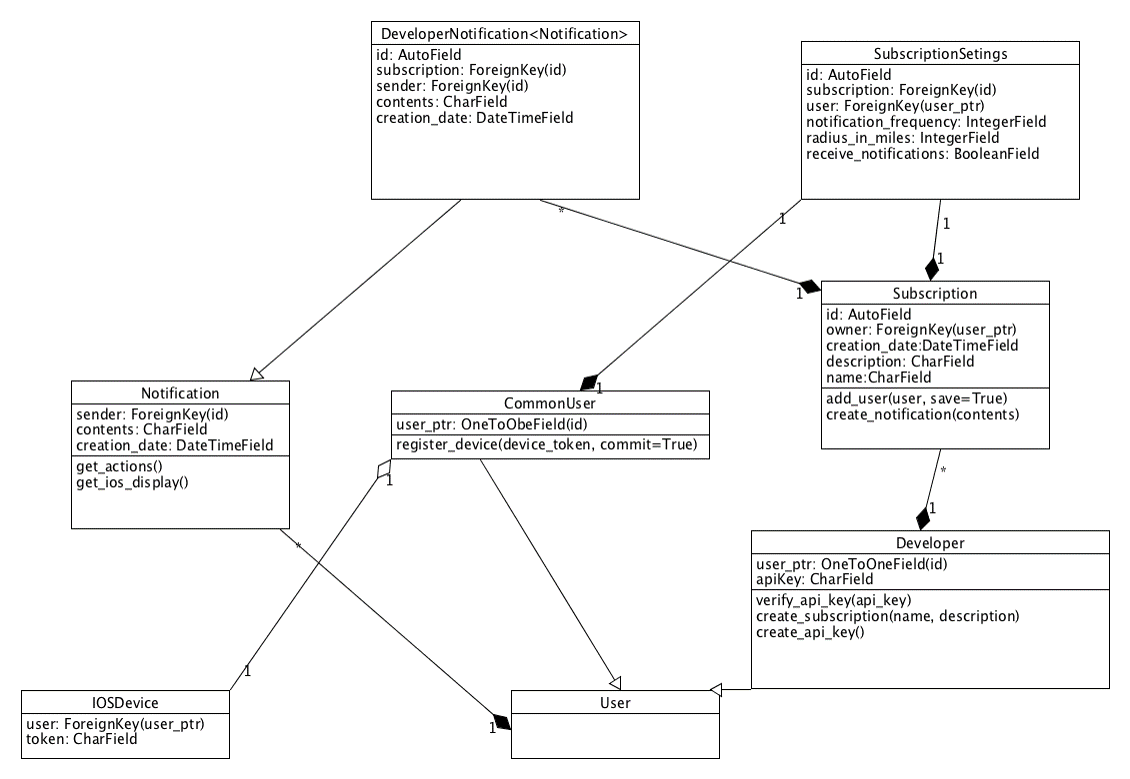 DeveloperNotification<Notification>
id: AutoField
subscription: ForeignKey(id)
sender: ForeignKey(id)
contents: CharField
creation_date: DateTimeField
SubscriptionSetings
id: AutoField
subscription: ForeignKey(id)
user: ForeignKey(user_ptr)
notification_frequency: IntegerField
radius_in_miles: IntegerField
receive_notifications: BooleanField
*
1
1
1
1
1
Subscription
id: AutoField
owner: ForeignKey(user_ptr)
creation_date:DateTimeField
description: CharField
name:CharField
add_user(user, save=True)
create_notification(contents)
Notification
sender: ForeignKey(id)
contents: CharField
creation_date: DateTimeField
get_actions()
get_ios_display()
CommonUser
user_ptr: OneToObeField(id)
register_device(device_token, commit=True)
1
*
1
*
Developer
user_ptr: OneToOneField(id)
apiKey: CharField
verify_api_key(api_key)
create_subscription(name, description)
create_api_key()
1
1
IOSDevice
user: ForeignKey(user_ptr)
token: CharField
User